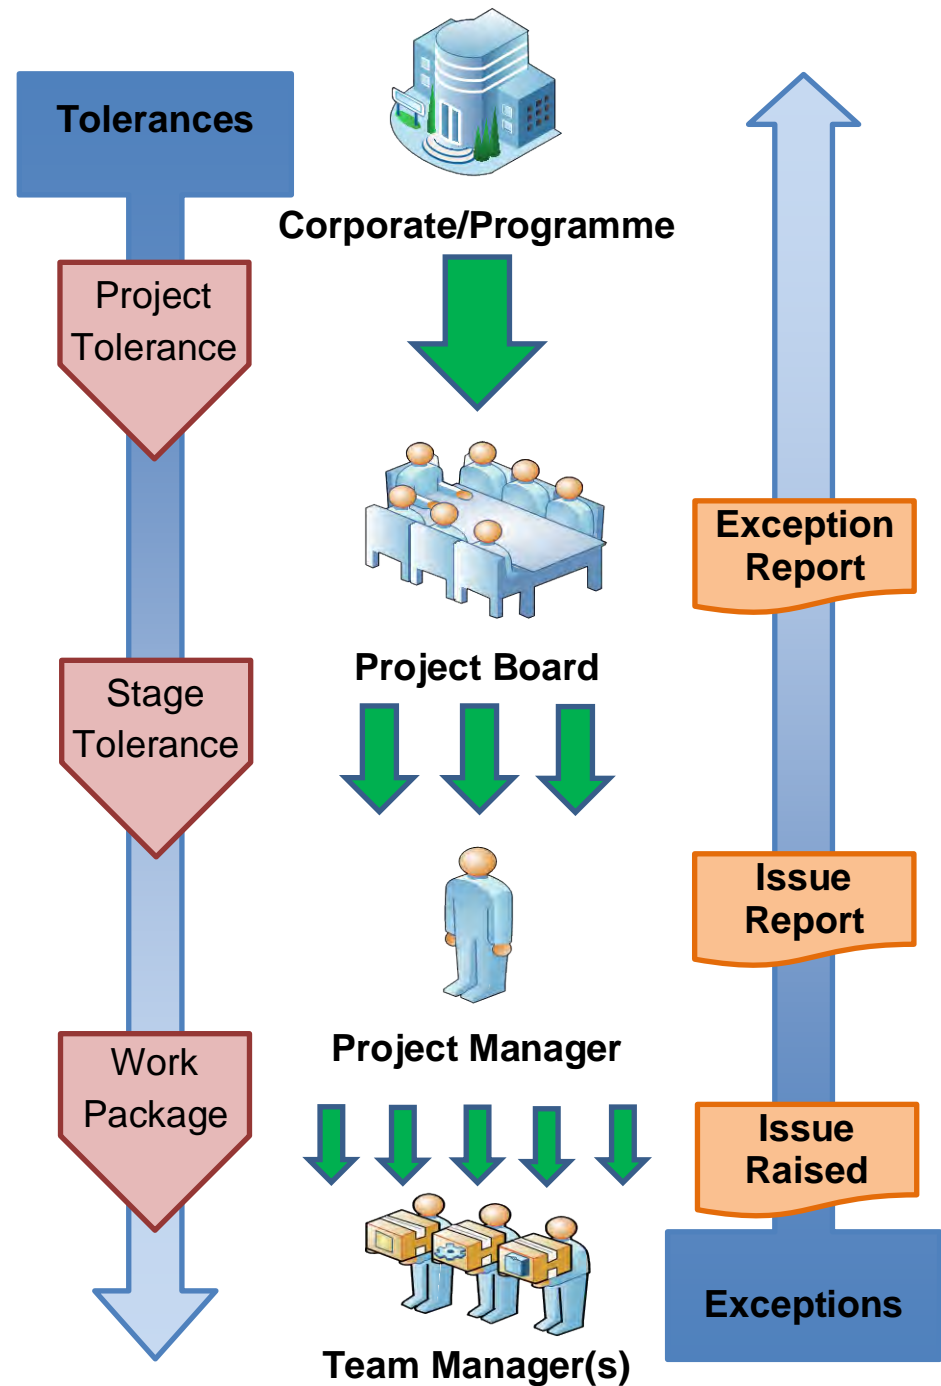 Tolerances
Corporate/Programme
Project
Tolerance
Exception
Report
Project Board
Stage
Tolerance
Issue
Report
Project Manager
Work
Package
Issue
Raised
Exceptions
Team Manager(s)